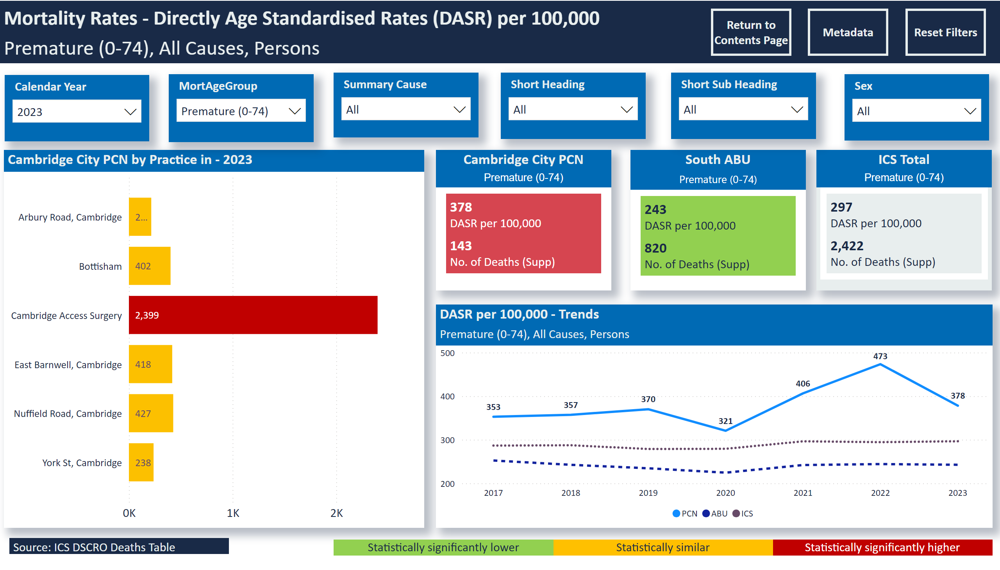 Mortality Rates - Directly Age Standardised Rates (DASR) per 100,000
Premature (0-74), All Causes, Persons
Return to
Contents Page
Metadata
Reset Filters
Calendar Year
2023
MortAgeGroup
Premature (0-74)
Summary Cause
All
Short Heading
All
Short Sub Heading
All
Sex
All
Cambridge City PCN by Practice in - 2023
Arbury Road, Cambridge
2...
Bottisham
402
Cambridge Access Surgery
2,399
East Barnwell, Cambridge
418
Nuffield Road, Cambridge
427
York St, Cambridge
238
0K
1K
2K
Cambridge City PCN
Premature (0-74)
378
DASR per 100,000
143
No. of Deaths (Supp)
South ABU
Premature (0-74)
243
DASR per 100,000
820
No. of Deaths (Supp)
ICS Total
Premature (0-74)
297
DASR per 100,000
2,422
No. of Deaths (Supp)
DASR per 100,000 - Trends
Premature (0-74), All Causes, Persons
500
400
300
200
353
357
370
321
406
473
378
2017
2018
2019
2020
2021
2022
2023
PCN
ABU
ICS
Source: ICS DSCRO Deaths Table
Statistically significantly lower
Statistically similar
Statistically significantly higher